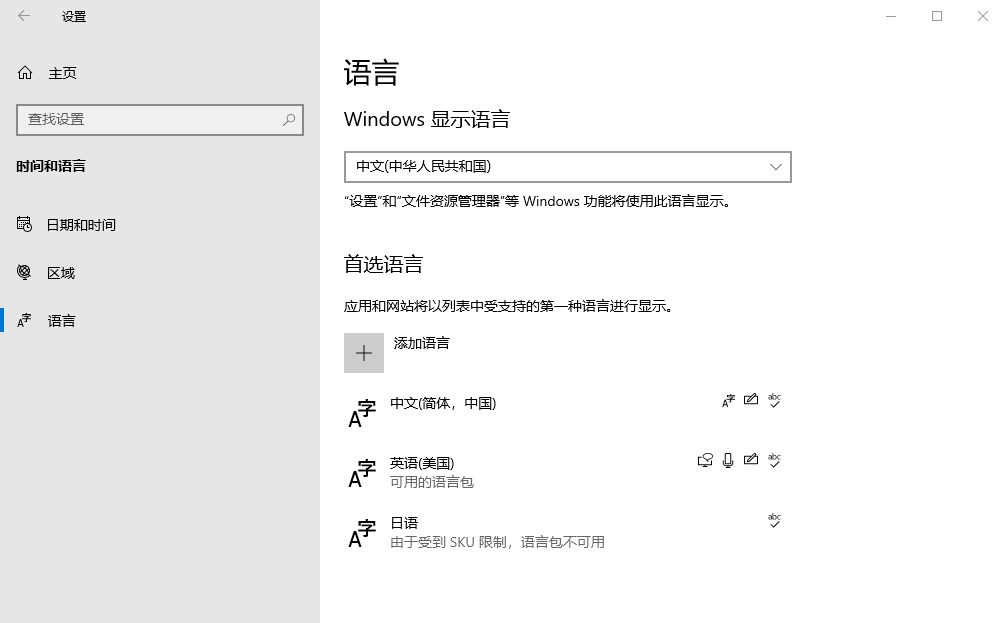 设置
主页
查找设置
时间和语言
日期和时间
区域
语言
语言
Windows 显示语言
中文(中华人民共和国)
“设置”和“文件资源管理器”等 Windows 功能将使用此语言显示。
首选语言
应用和网站将以列表中受支持的第一种语言进行显示。
添加语言
中文(简体，中国)
英语(美国)
可用的语言包
日语
由于受到 SKU 限制，语言包不可用